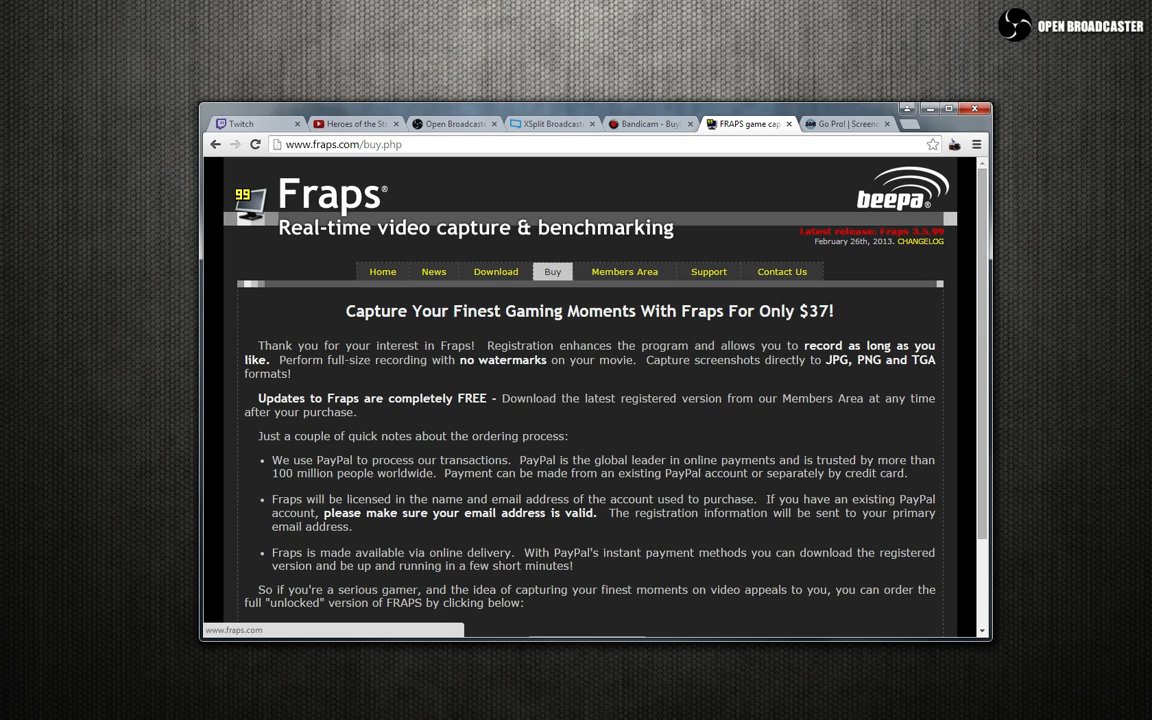 OPEN BROADCASTER
Twitch
Heroes of the Sto
Open Broadcaste
XSplit Broadcast
Bandicam - Buy
FRAPS game cap
Go Pro! | Screenc
www.fraps.com/buy.php
99
Fraps®
beepa®
Real-time video capture & benchmarking
Latest release: Fraps 3.5.99
February 26th, 2013. CHANGELOG
Home
News
Download
Buy
Members Area
Support
Contact Us
Capture Your Finest Gaming Moments With Fraps For Only $37!
Thank you for your interest in Fraps! Registration enhances the program and allows you to record as long as you
like. Perform full-size recording with no watermarks on your movie. Capture screenshots directly to JPG, PNG and TGA
formats!
Updates to Fraps are completely FREE - Download the latest registered version from our Members Area at any time
after your purchase.
Just a couple of quick notes about the ordering process:
• We use PayPal to process our transactions. PayPal is the global leader in online payments and is trusted by more than
100 million people worldwide. Payment can be made from an existing PayPal account or separately by credit card.
• Fraps will be licensed in the name and email address of the account used to purchase. If you have an existing PayPal
account, please make sure your email address is valid. The registration information will be sent to your primary
email address.
• Fraps is made available via online delivery. With PayPal's instant payment methods you can download the registered
version and be up and running in a few short minutes!
So if you're a serious gamer, and the idea of capturing your finest moments on video appeals to you, you can order the
full "unlocked" version of FRAPS by clicking below:
www.fraps.com